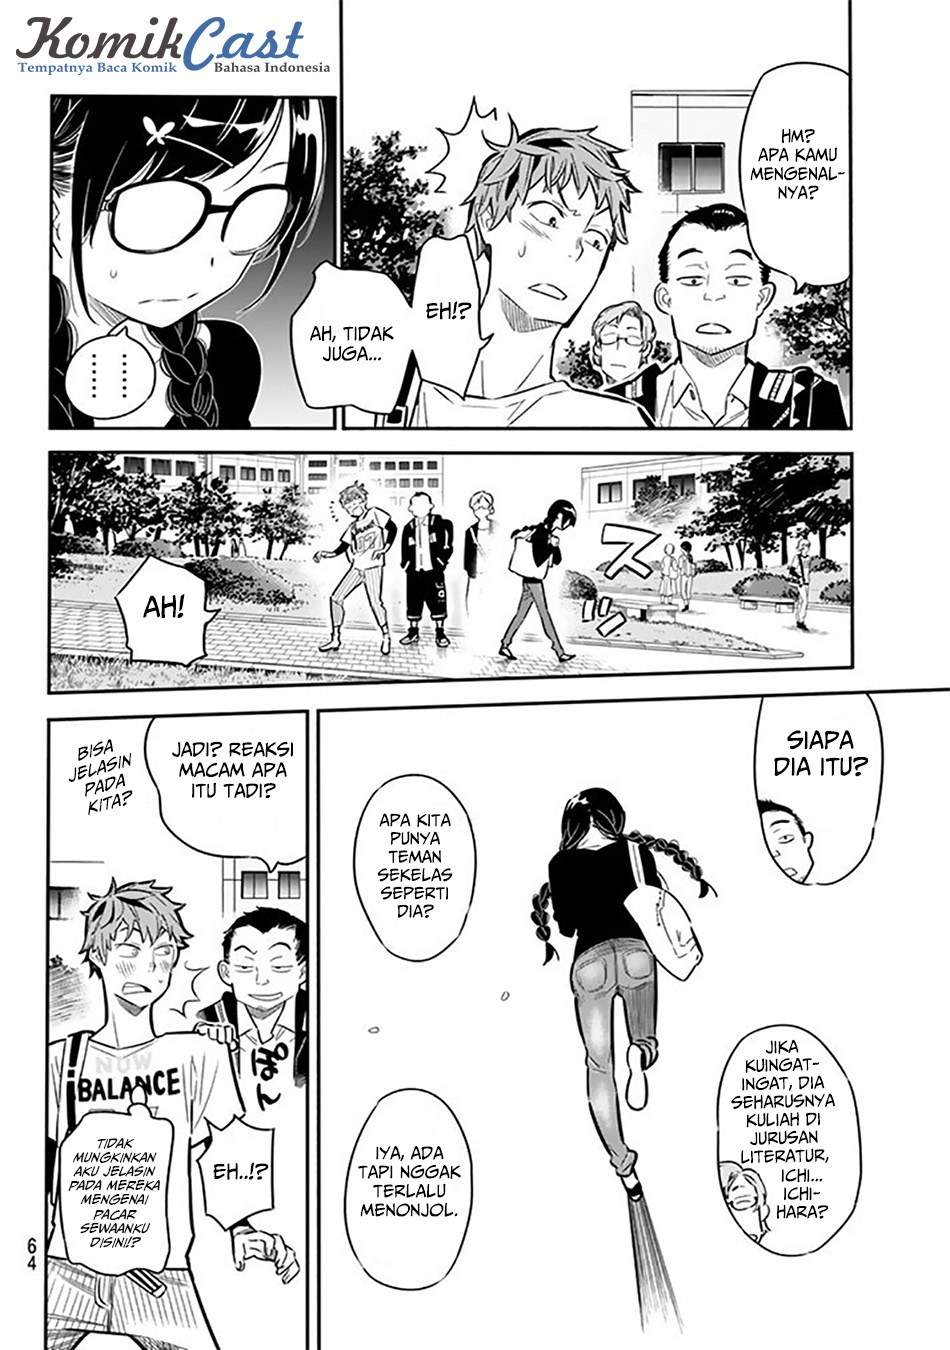 KomikCast
Tempatnya Baca Komik Bahasa Indonesia
HM?
APA KAMU
MENGENAL-
NYA?
EH!?
AH, TIDAK
JUGA...
AH!
ス
SIAPA
DIA ITU?
APA KITA
PUNYA
TEMAN
SEKELAS
SEPERTI
DIA?
JIKA
KUINGAT-
INGAT, DIA
SEHARUSNYA
KULIAH DI
JURUSAN
LITERATUR,
ICHI...
ICHI-
HARA?
IYA, ADA
TAPI NGGAK
TERLALU
MENONJOL.
JADI? REAKSI
MACAM APA
ITU TADI?
BISA
JELASIN
PADA
KITA?
ぽん
NOW
BALANCE
EH..!?
TIDAK
MUNGKINKAN
AKU JELASIN
PADA MEREKA
MENGENAI
PACAR
SEWAANKU
DISINI!?
64